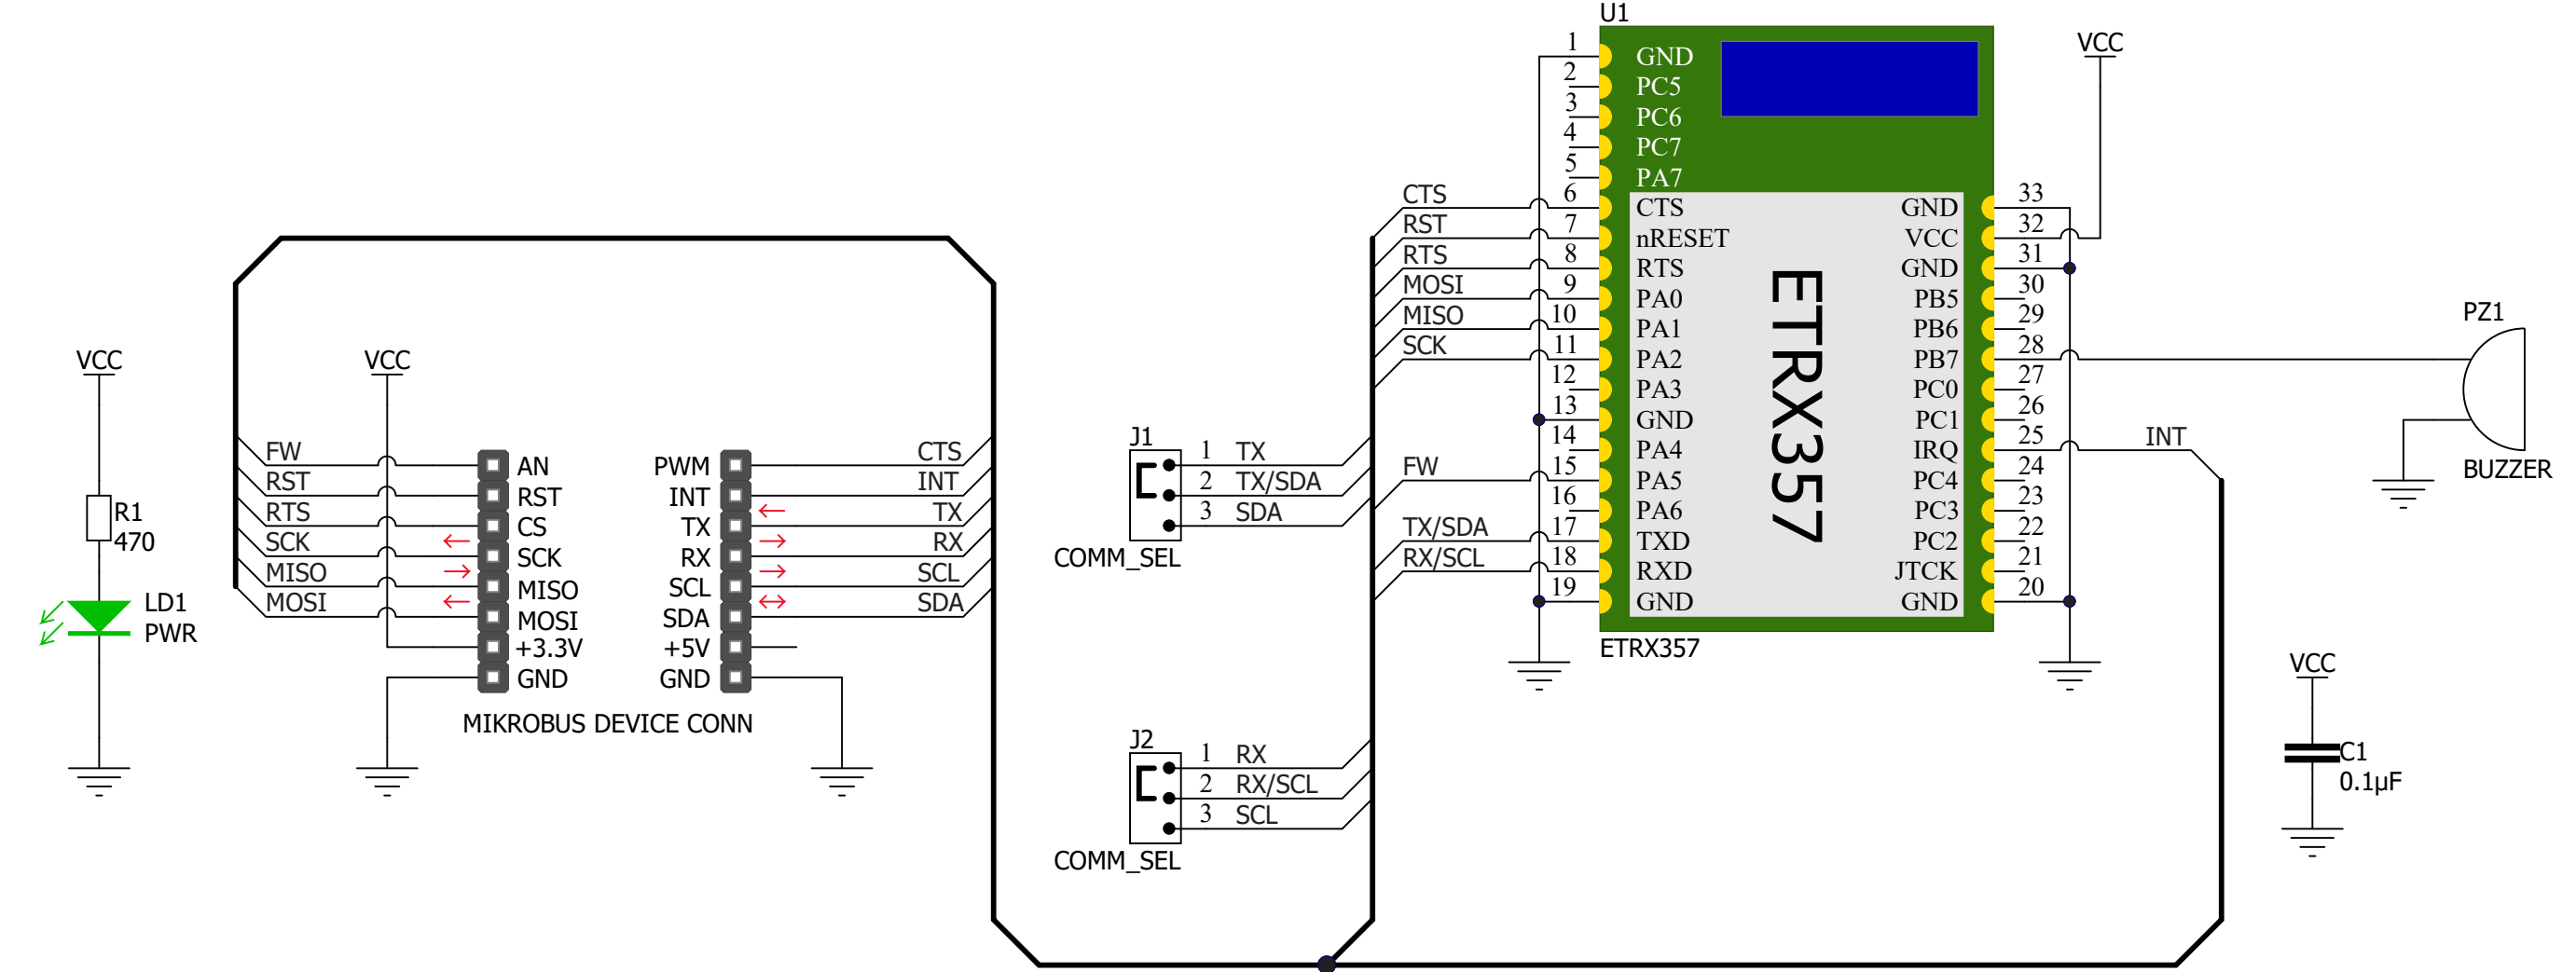 VCC
R1
470
LD1
PWR
VCC
FW
RST
RTS
SCK
MISO
MOSI
AN
RST
CS
SCK
MISO
MOSI
+3.3V
GND
PWM
INT
TX
RX
SCL
SDA
+5V
GND
CTS
INT
TX
RX
SCL
SDA
MIKROBUS DEVICE CONN
J1
1 TX
2 TX/SDA
3 SDA
COMM_SEL
J2
1 RX
2 RX/SCL
3 SCL
COMM_SEL
CTS
RST
RTS
MOSI
MISO
SCK
FW
TX/SDA
RX/SCL
U1
1 GND
2 PC5
3 PC6
4 PC7
5 PA7
6 CTS
7 nRESET
8 RTS
9 PA0
10 PA1
11 PA2
12 PA3
13 GND
14 PA4
15 PA5
16 PA6
17 TXD
18 RXD
19 GND
ETRX357
GND 33
VCC 32
GND 31
PB5 30
PB6 29
PB7 28
PC0 27
PC1 26
IRQ 25
PC4 24
PC3 23
PC2 22
JTCK 21
GND 20
ETRX357
VCC
INT
PZ1
BUZZER
VCC
C1
0.1µF